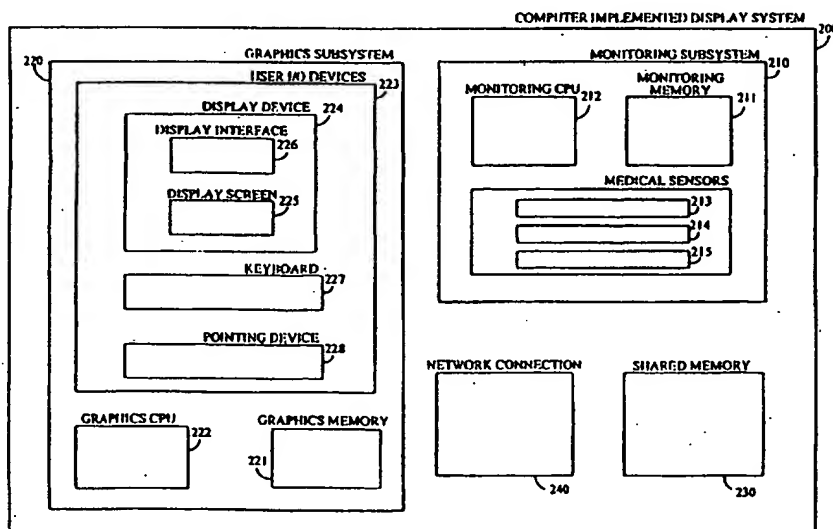 COMPUTER IMPLEMENTED DISPLAY SYSTEM
220
GRAPHICS SUBSYSTEM
USER I/O DEVICES
223
DISPLAY DEVICE
224
DISPLAY INTERFACE
226
DISPLAY SCREEN
225
KEYBOARD
227
POINTING DEVICE
228
GRAPHICS CPU
222
GRAPHICS MEMORY
221
MONITORING SUBSYSTEM
210
MONITORING CPU
212
MONITORING
MEMORY
211
MEDICAL SENSORS
213
214
215
NETWORK CONNECTION
240
SHARED MEMORY
230